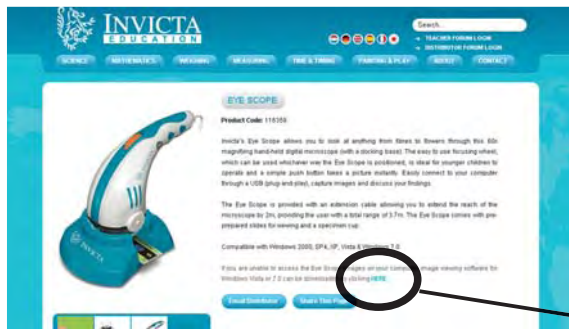 INVICTA
EDUCATION
Search...
TEACHER FORUM LOGIN
DISTRIBUTOR FORUM LOGIN
SCIENCE MATHEMATICS WEIGHING MEASURING TIME & TIMING PAINTING & PLAY ABOUT CONTACT
EYE SCOPE
Product Code: 118359
Invicta's Eye Scope allows you to look at anything from fibres to flowers through this 60x
magnifying hand-held digital microscope (with a docking base). The easy to use focusing wheel,
which can be used whichever way the Eye Scope is positioned, is ideal for younger children to
operate and a simple push button takes a picture instantly. Easily connect to your computer
through a USB (plug and play), capture images and discuss your findings.
The Eye Scope is provided with an extension cable allowing you to extend the reach of the
microscope by 2m, providing the user with a total range of 3.7m. The Eye Scope comes with pre-
prepared slides for viewing and a specimen cup.
Compatible with Windows 2000, SP4, XP, Vista & Windows 7.0
If you are unable to access the Eye Scope images on your computer, image viewing software for
Windows Vista or 7.0 can be downloaded by clicking HERE
Email Distributor Share This Page
INVICTA